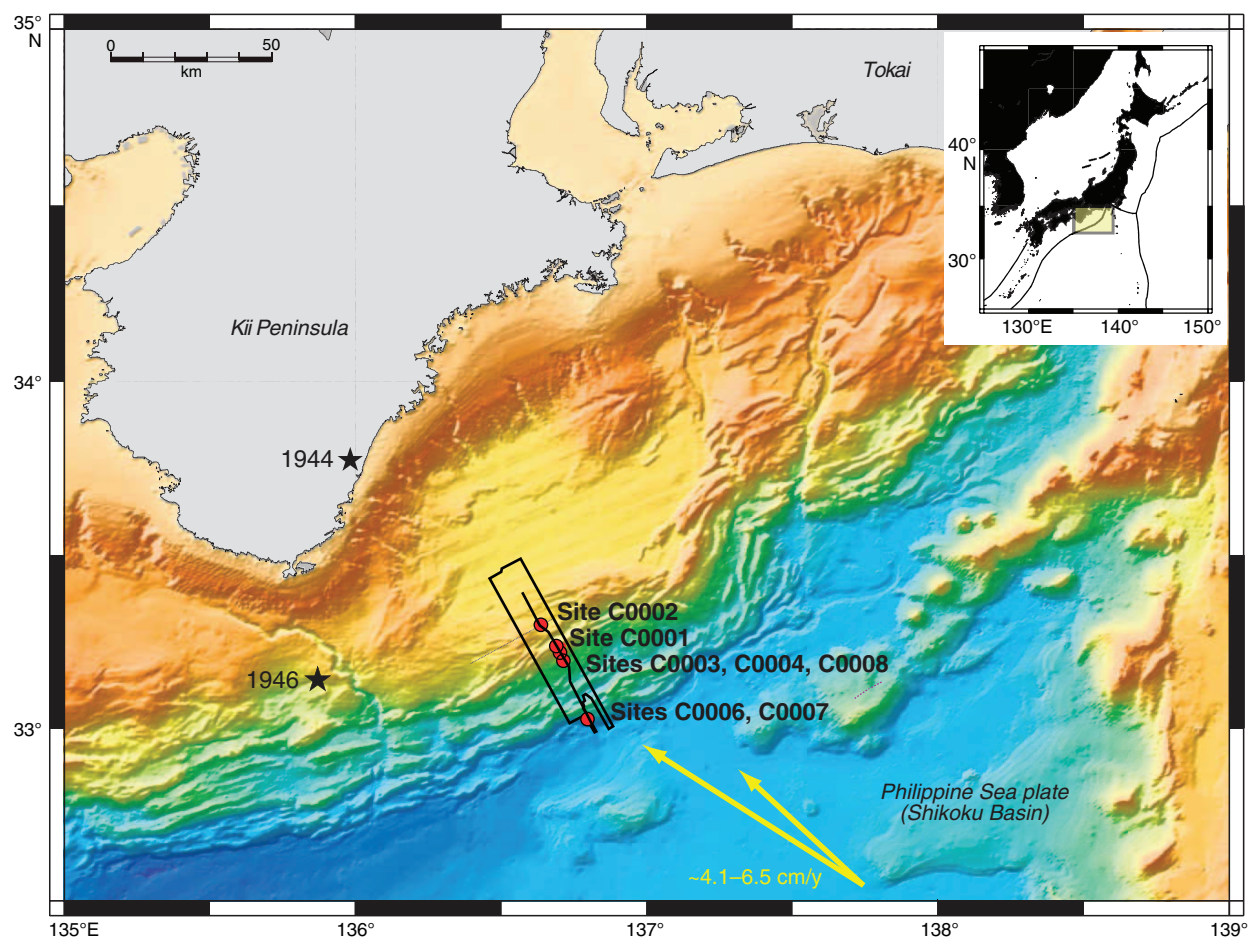 35°
N
0
50
km
Tokai
40°
N
30°
130°E
140°
150°
Kii Peninsula
34°
1944
Site C0002
Site C0001
Sites C0003, C0004, C0008
1946
Sites C0006, C0007
33°
Philippine Sea plate
(Shikoku Basin)
~4.1–6.5 cm/y
135°E
136°
137°
138°
139°